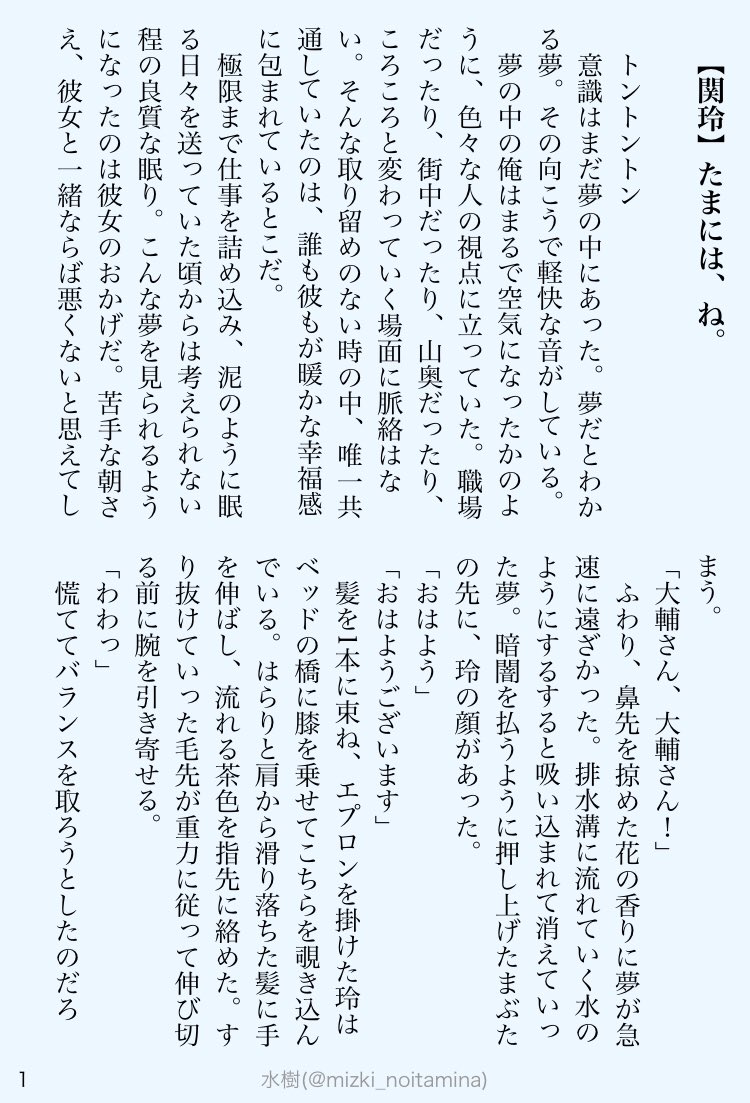 【関玲】たまには、ね。
トントントン
意識はまだ夢の中にあった。夢だとわか
る夢。その向こうで軽快な音がしている。
夢の中の俺はまるで空気になったかのよ
うに、色々な人の視点に立っていた。職場
だったり、街中だったり、山奥だったり、
ころころと変わっていく場面に脈絡はな
い。そんな取り留めのない時の中、唯一共
通していたのは、誰も彼もが暖かな幸福感
に包まれているとこだ。
極限まで仕事を詰め込み、泥のように眠
る日々を送っていた頃からは考えられない
程の良質な眠り。こんな夢を見られるよう
になったのは彼女のおかげだ。苦手な朝さ
え、彼女と一緒ならば悪くないと思えてし
まう。
「大輔さん、大輔さん！」
ふわり、鼻先を掠めた花の香りに夢が急
速に遠ざかった。排水溝に流れていく水の
ようにするすると吸い込まれて消えていっ
た夢。暗闇を払うように押し上げたまぶた
の先に、玲の顔があった。
「おはよう」
「おはようございます」
髪を1本に束ね、エプロンを掛けた玲は
ベッドの橋に膝を乗せてこちらを覗き込ん
でいる。はらりと肩から滑り落ちた髪に手
を伸ばし、流れる茶色を指先に絡めた。す
り抜けていった毛先が重力に従って伸び切
る前に腕を引き寄せる。
「わわっ」
慌ててバランスを取ろうとしたのだろ
1
水樹(@mizki_noitamina)